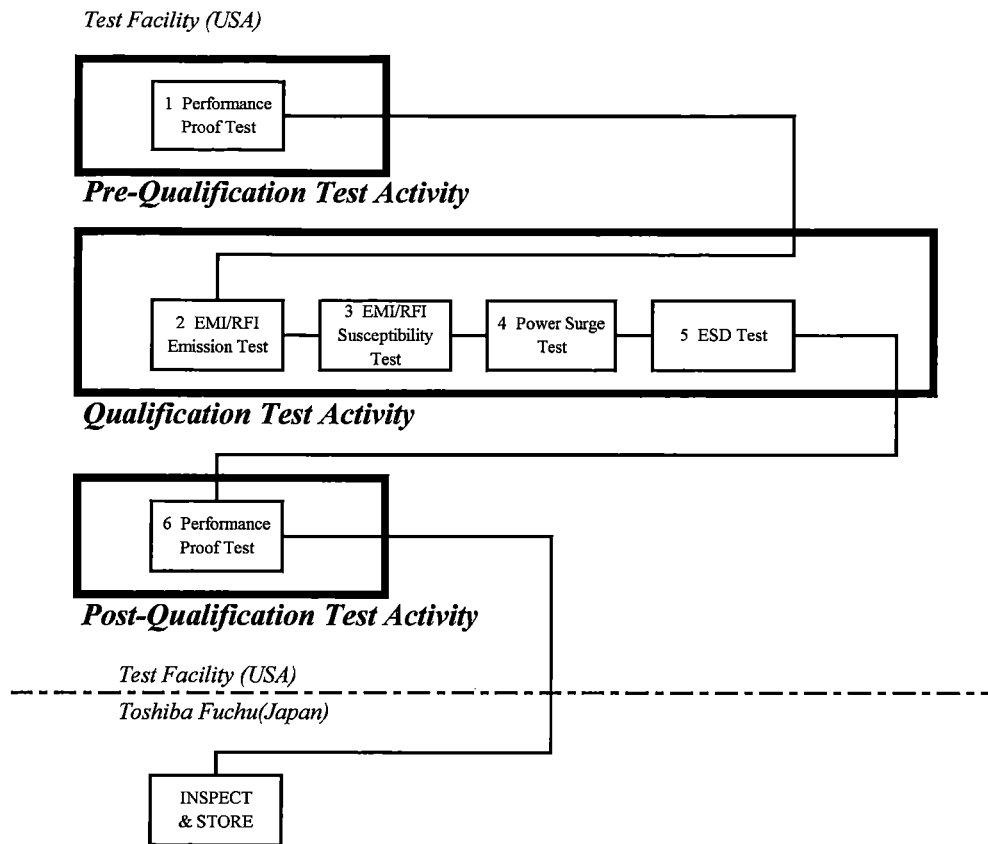 Test Facility (USA)
1 Performance
Proof Test
Pre-Qualification Test Activity
2 EMI/RFI
Emission Test
3 EMI/RFI
Susceptibility
Test
4 Power Surge
Test
5 ESD Test
Qualification Test Activity
6 Performance
Proof Test
Post-Qualification Test Activity
Test Facility (USA)
Toshiba Fuchu(Japan)
INSPECT
& STORE